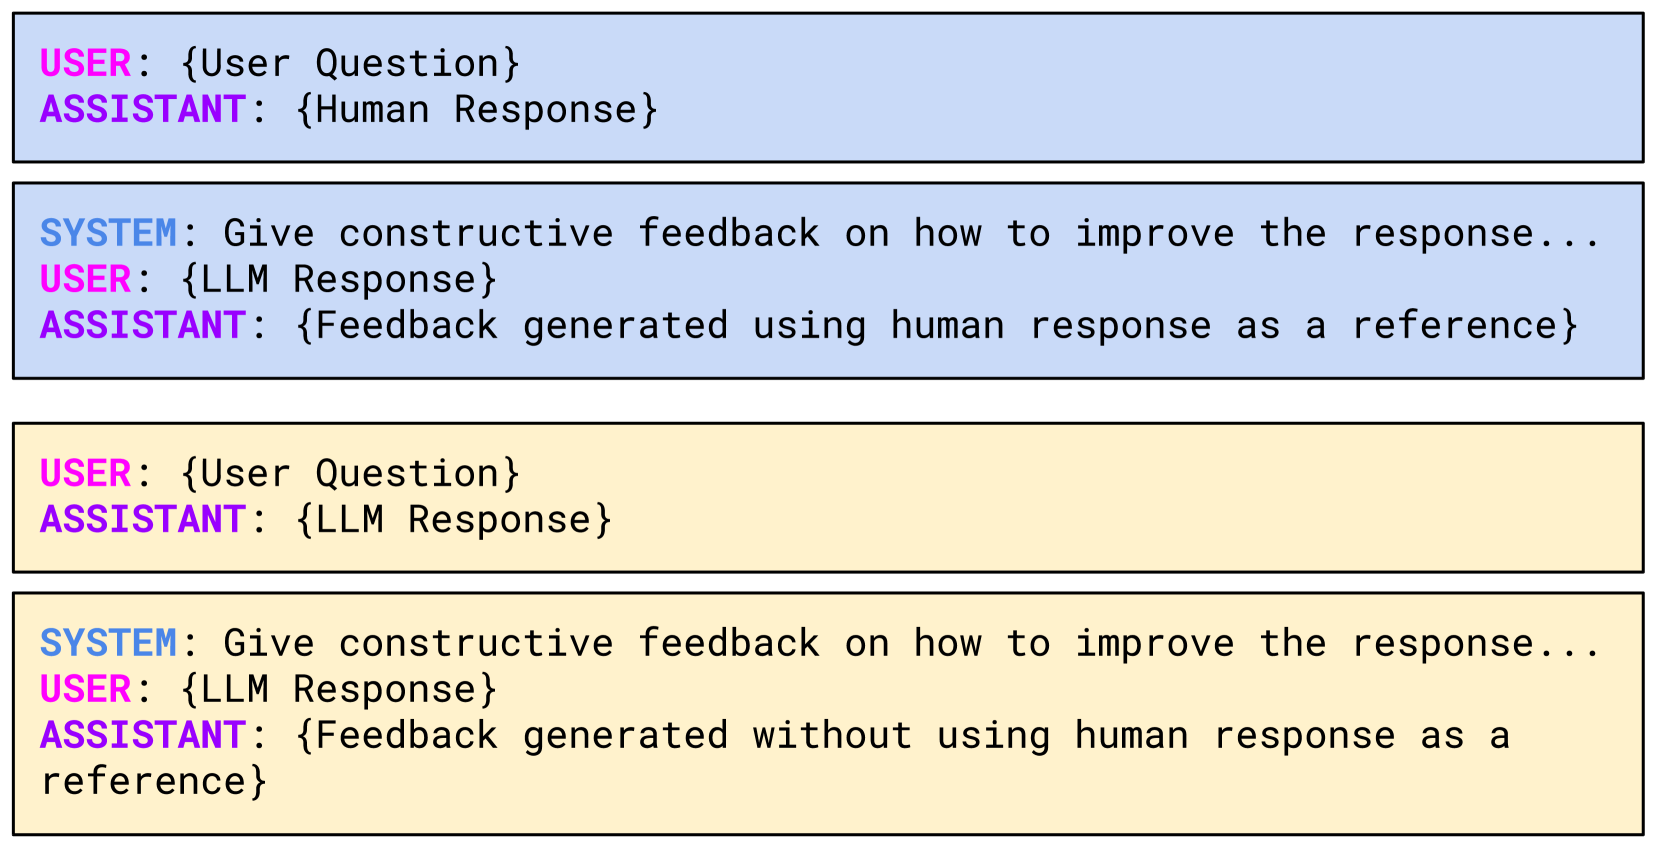 USER: {User Question}
ASSISTANT: {Human Response}
SYSTEM: Give constructive feedback on how to improve the response...
USER: {LLM Response}
ASSISTANT: {Feedback generated using human response as a reference}
USER: {User Question}
ASSISTANT: {LLM Response}
SYSTEM: Give constructive feedback on how to improve the response...
USER: {LLM Response}
ASSISTANT: {Feedback generated without using human response as a
reference}